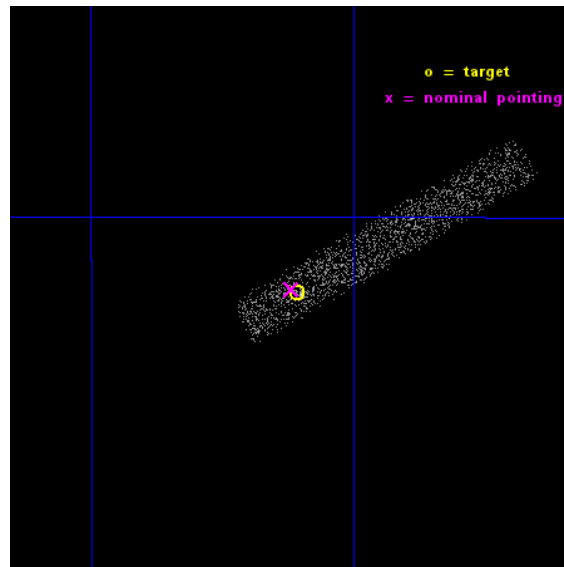 o = target
x = nominal pointing